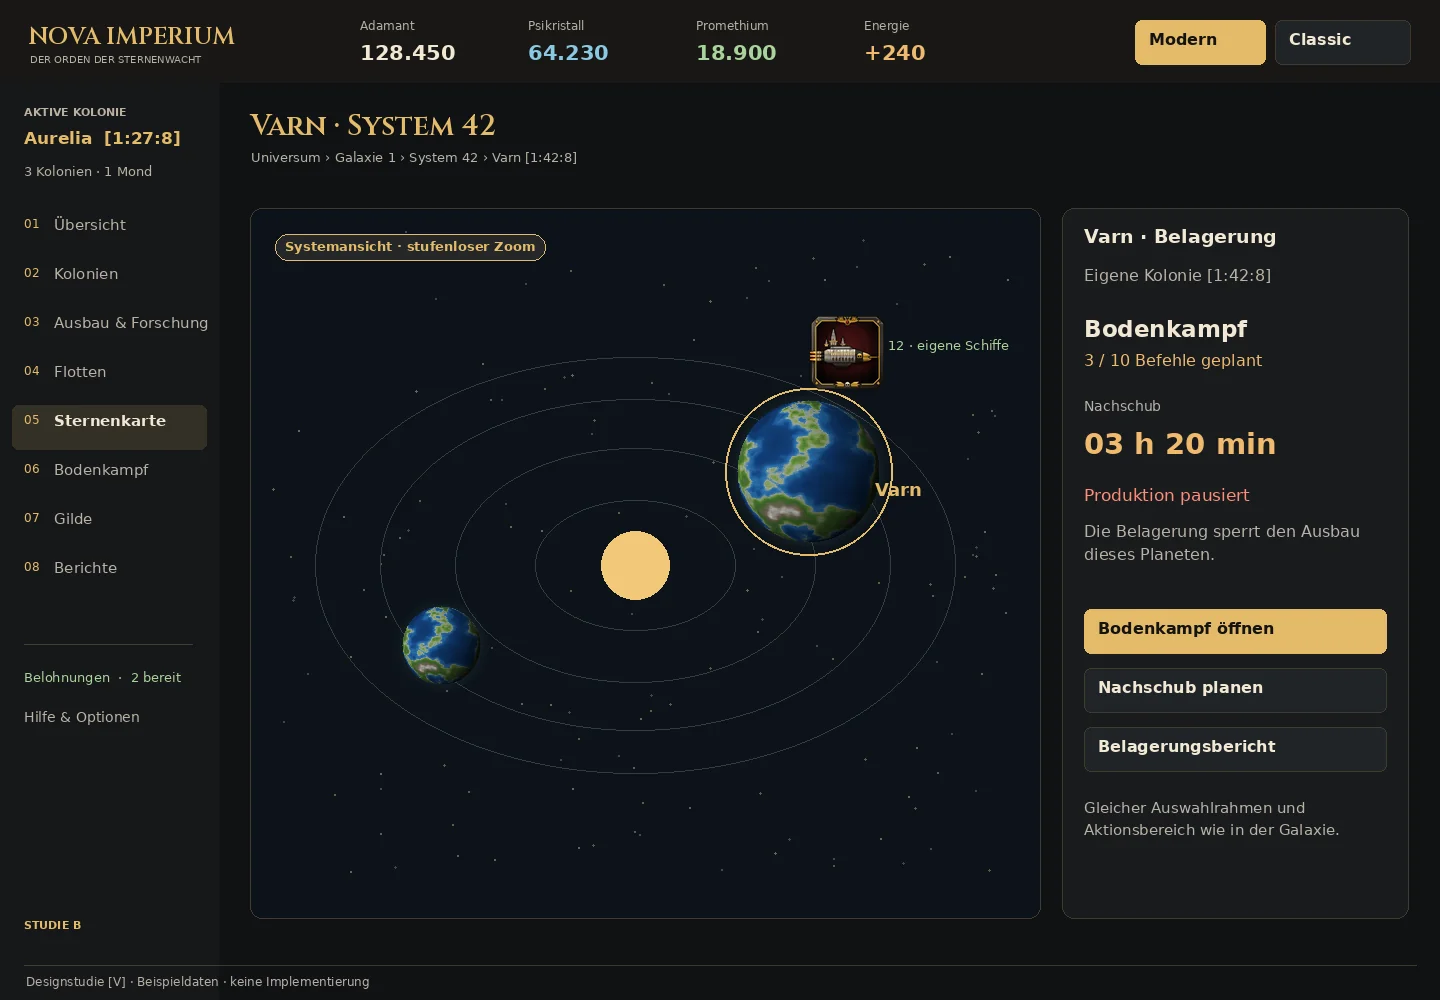 NOVA IMPERIUM
DER ORDEN DER STERNENWACHT
Adamant
128.450
Psikristall
64.230
Promethium
18.900
Energie
+240
Modern
Classic
AKTIVE KOLONIE
Aurelia [1:27:8]
3 Kolonien · 1 Mond
01 Übersicht
02 Kolonien
03 Ausbau & Forschung
04 Flotten
05 Sternenkarte
06 Bodenkampf
07 Gilde
08 Berichte
Belohnungen · 2 bereit
Hilfe & Optionen
STUDIE B
VARN · SYSTEM 42
Universum › Galaxie 1 › System 42 › Varn [1:42:8]
Systemansicht · stufenloser Zoom
12 · eigene Schiffe
Varn
Varn · Belagerung
Eigene Kolonie [1:42:8]
Bodenkampf
3 / 10 Befehle geplant
Nachschub
03 h 20 min
Produktion pausiert
Die Belagerung sperrt den Ausbau
dieses Planeten.
Bodenkampf öffnen
Nachschub planen
Belagerungsbericht
Gleicher Auswahlrahmen und
Aktionsbereich wie in der Galaxie.
Designstudie [V] · Beispieldaten · keine Implementierung